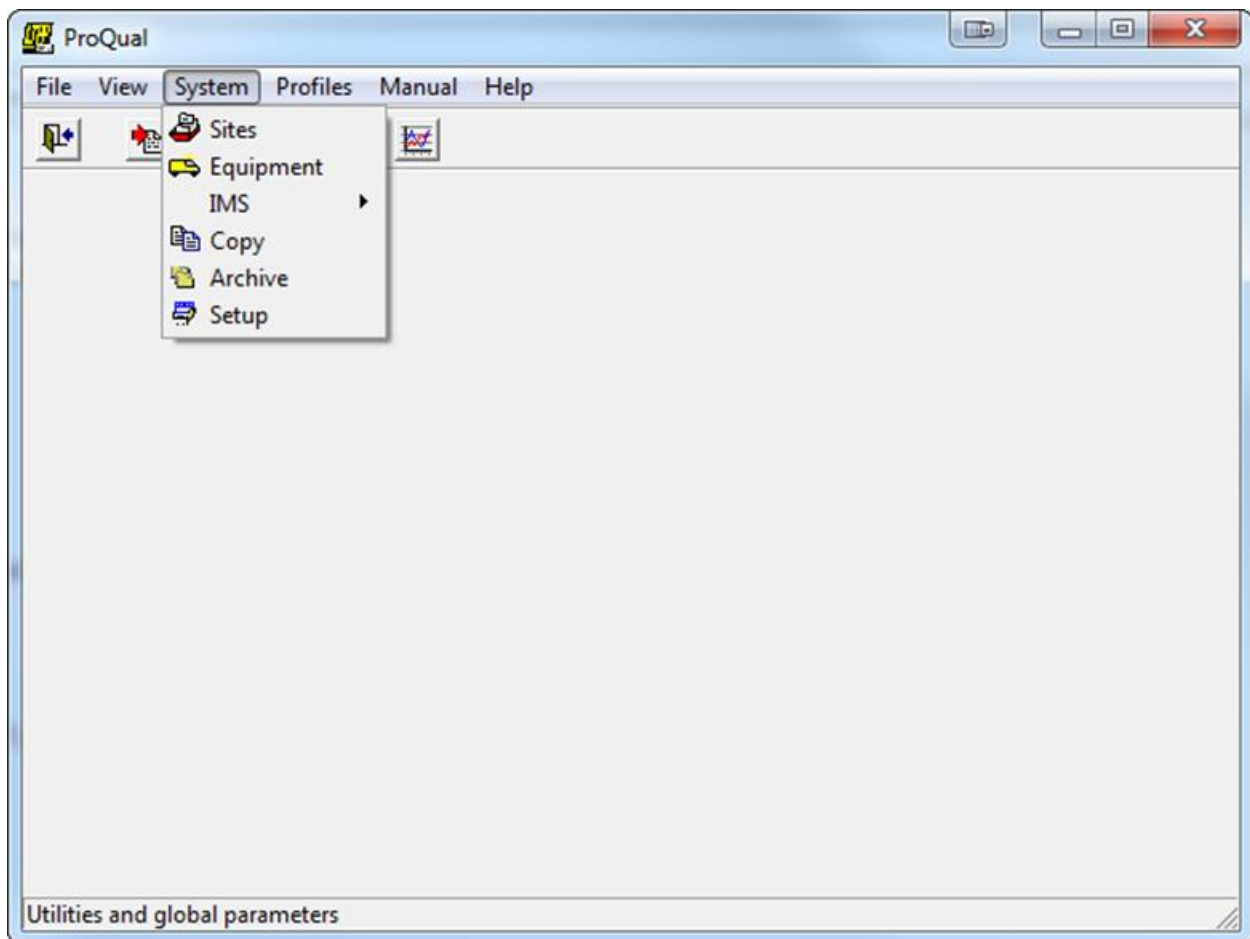 ProQual
File View System Profiles Manual Help
Sites
Equipment
IMS
Copy
Archive
Setup
Utilities and global parameters